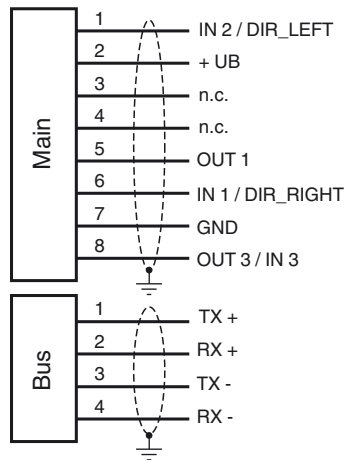 Main
1 IN 2 / DIR_LEFT
2 + UB
3 n.c.
4 n.c.
5 OUT 1
6 IN 1 / DIR_RIGHT
7 GND
8 OUT 3 / IN 3
Bus
1 TX +
2 RX +
3 TX -
4 RX -